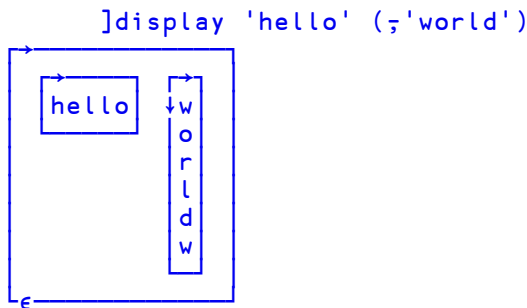 ]display 'hello' (⍪'world')
┌→──────────────┐
│ ┌→────┐ ┌→┐ │
│ │hello│ ↓w│ │
│ └─────┘ │o│ │
│         │r│ │
│         │l│ │
│         │d│ │
│         │w│ │
│         └─┘ │
└∊──────────────┘